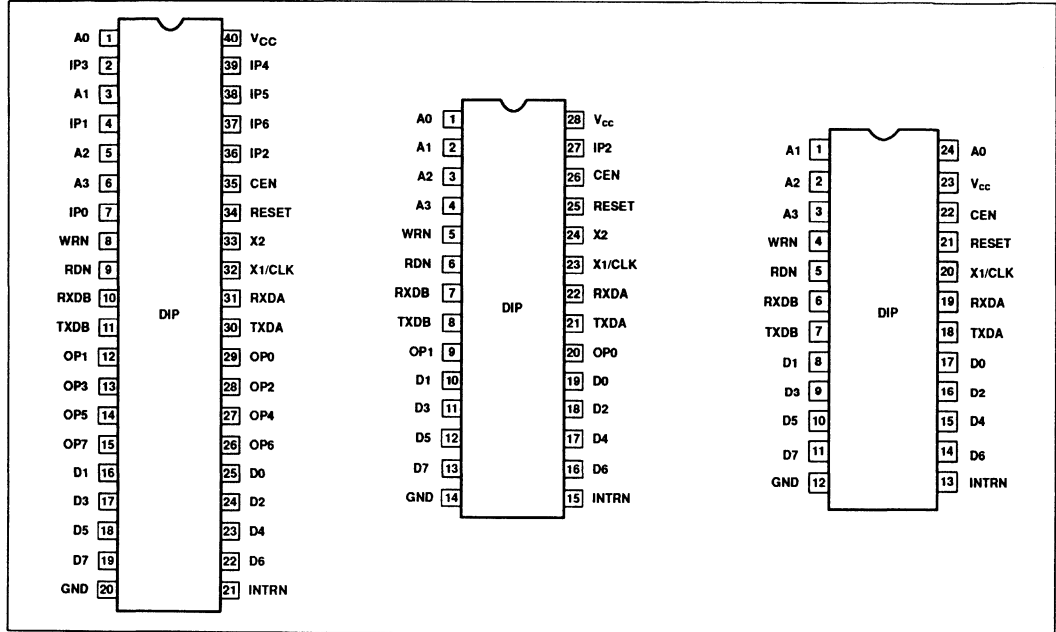 A0 1 40 VCC
IP3 2 39 IP4
A1 3 38 IP5
IP1 4 37 IP6
A2 5 36 IP2
A3 6 35 CEN
IP0 7 34 RESET
WRN 8 33 X2
RDN 9 32 X1/CLK
RXDB 10 31 RXDA
DIP
TXDB 11 30 TXDA
OP1 12 29 OP0
OP3 13 28 OP2
OP5 14 27 OP4
OP7 15 26 OP6
D1 16 25 D0
D3 17 24 D2
D5 18 23 D4
D7 19 22 D6
GND 20 21 INTRN
A0 1 28 Vcc
A1 2 27 IP2
A2 3 26 CEN
A3 4 25 RESET
WRN 5 24 X2
RDN 6 23 X1/CLK
RXDB 7 22 RXDA
DIP
TXDB 8 21 TXDA
OP1 9 20 OP0
D1 10 19 D0
D3 11 18 D2
D5 12 17 D4
D7 13 16 D6
GND 14 15 INTRN
A1 1 24 A0
A2 2 23 Vcc
A3 3 22 CEN
WRN 4 21 RESET
RDN 5 20 X1/CLK
RXDB 6 19 RXDA
DIP
TXDB 7 18 TXDA
D1 8 17 D0
D3 9 16 D2
D5 10 15 D4
D7 11 14 D6
GND 12 13 INTRN